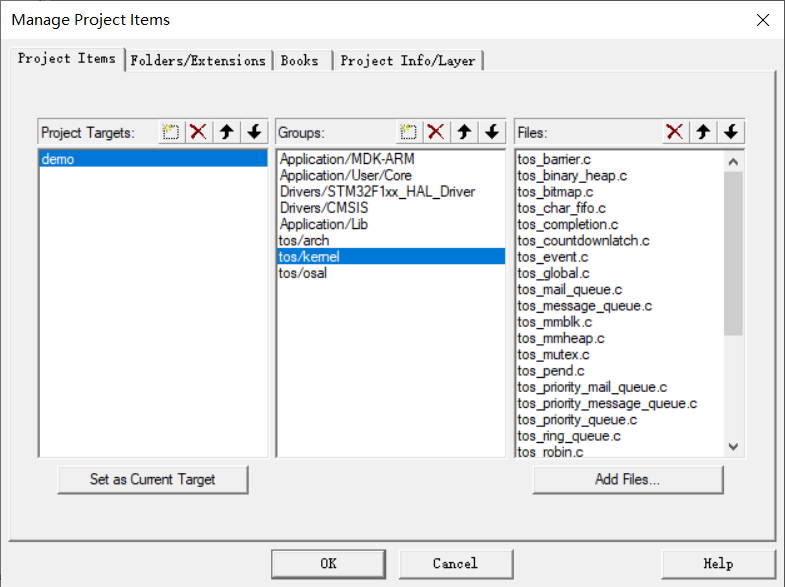 Manage Project Items
Project Items Folders/Extensions Books Project Info/Layer
Project Targets:
demo
Set as Current Target
Groups:
Application/MDK-ARM
Application/User/Core
Drivers/STM32F1xx_HAL_Driver
Drivers/CMSIS
Application/Lib
tos/arch
tos/kernel
tos/osal
Files:
tos_barrier.c
tos_binary_heap.c
tos_bitmap.c
tos_char_fifo.c
tos_completion.c
tos_countdownlatch.c
tos_event.c
tos_global.c
tos_mail_queue.c
tos_message_queue.c
tos_mmblk.c
tos_mmheap.c
tos_mutex.c
tos_pend.c
tos_priority_mail_queue.c
tos_priority_message_queue.c
tos_priority_queue.c
tos_ring_queue.c
tos_robin.c
Add Files...
OK Cancel Help